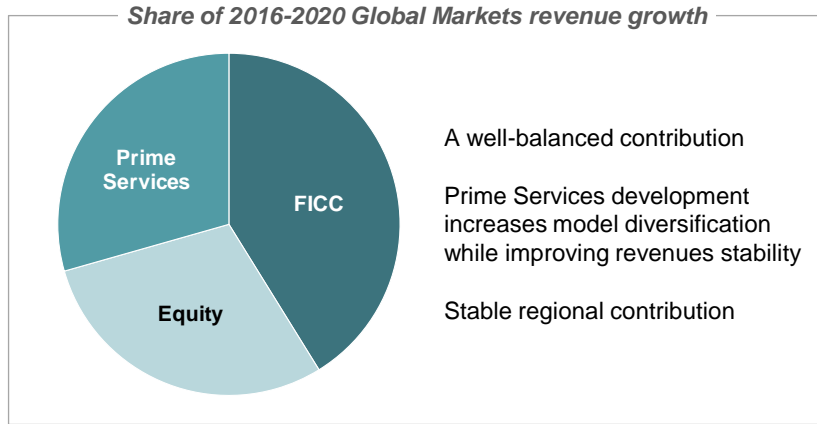 Share of 2016-2020 Global Markets revenue growth
Prime
Services
FICC
Equity
A well-balanced contribution
Prime Services development
increases model diversification
while improving revenues stability
Stable regional contribution